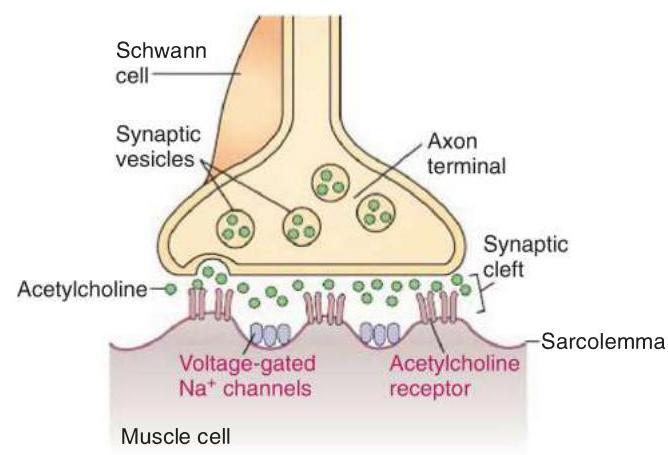 Schwann
cell
Synaptic
vesicles
Axon
terminal
Synaptic
cleft
Acetylcholine
Sarcolemma
Voltage-gated
Na⁺ channels
Acetylcholine
receptor
Muscle cell